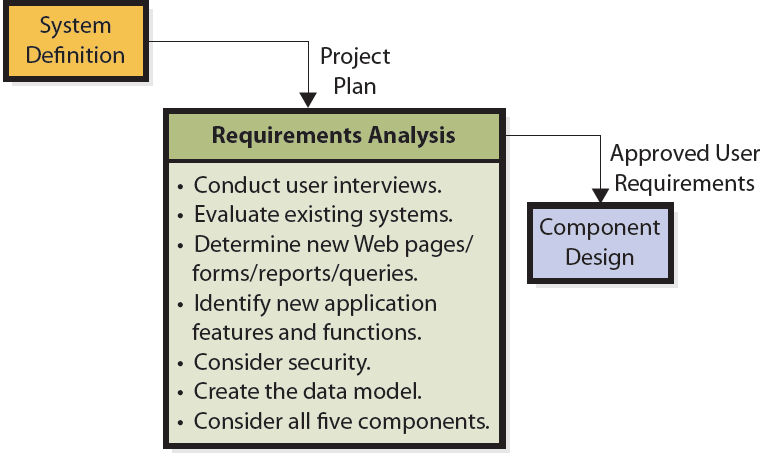 System
Definition
Project
Plan
Requirements Analysis
• Conduct user interviews.
• Evaluate existing systems.
• Determine new Web pages/
forms/reports/queries.
• Identify new application
features and functions.
• Consider security.
• Create the data model.
• Consider all five components.
Approved User
Requirements
Component
Design